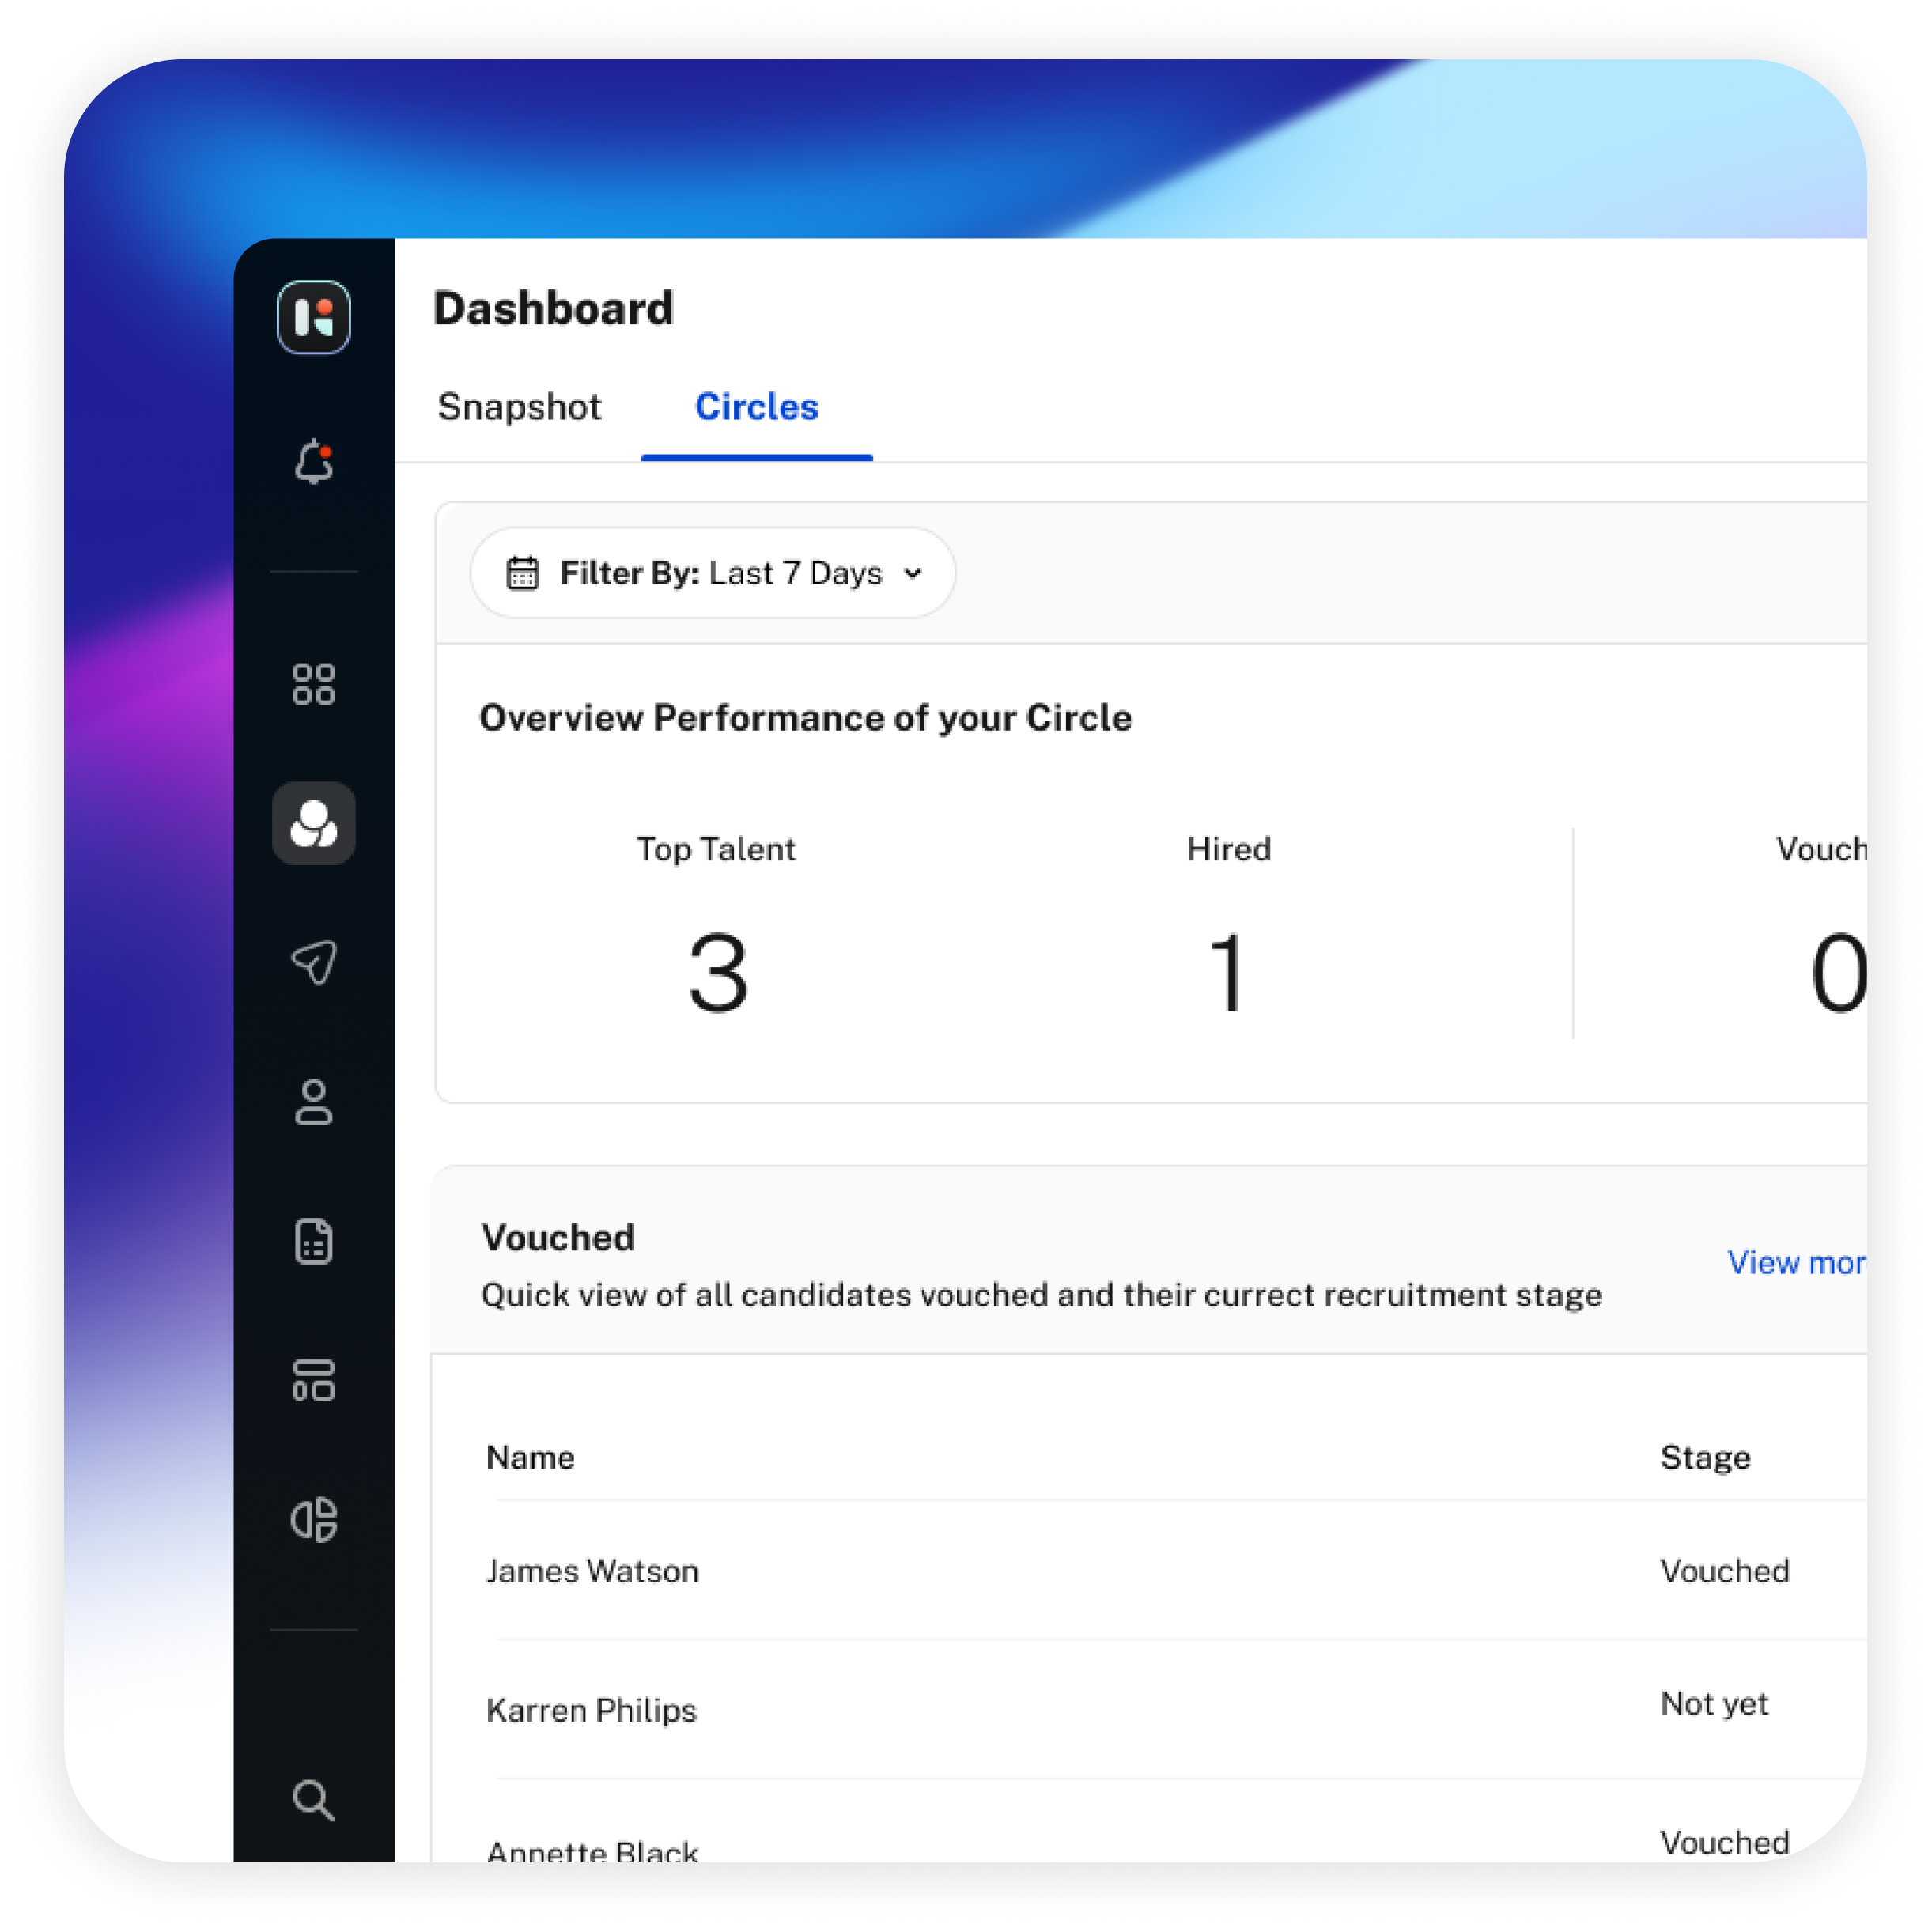 Dashboard
Snapshot Circles
Filter By: Last 7 Days
Overview Performance of your Circle
Top Talent Hired Vouch
3 1 0
Vouched
View mor
Quick view of all candidates vouched and their currect recruitment stage
Name Stage
James Watson Vouched
Karren Philips Not yet
Annette Black Vouched